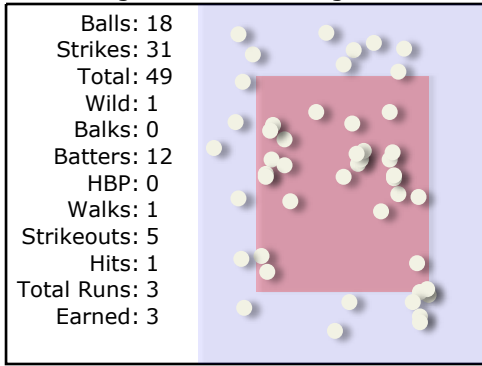 Balls: 18
Strikes: 31
Total: 49
Wild: 1
Balks: 0
Batters: 12
HBP: 0
Walks: 1
Strikeouts: 5
Hits: 1
Total Runs: 3
Earned: 3